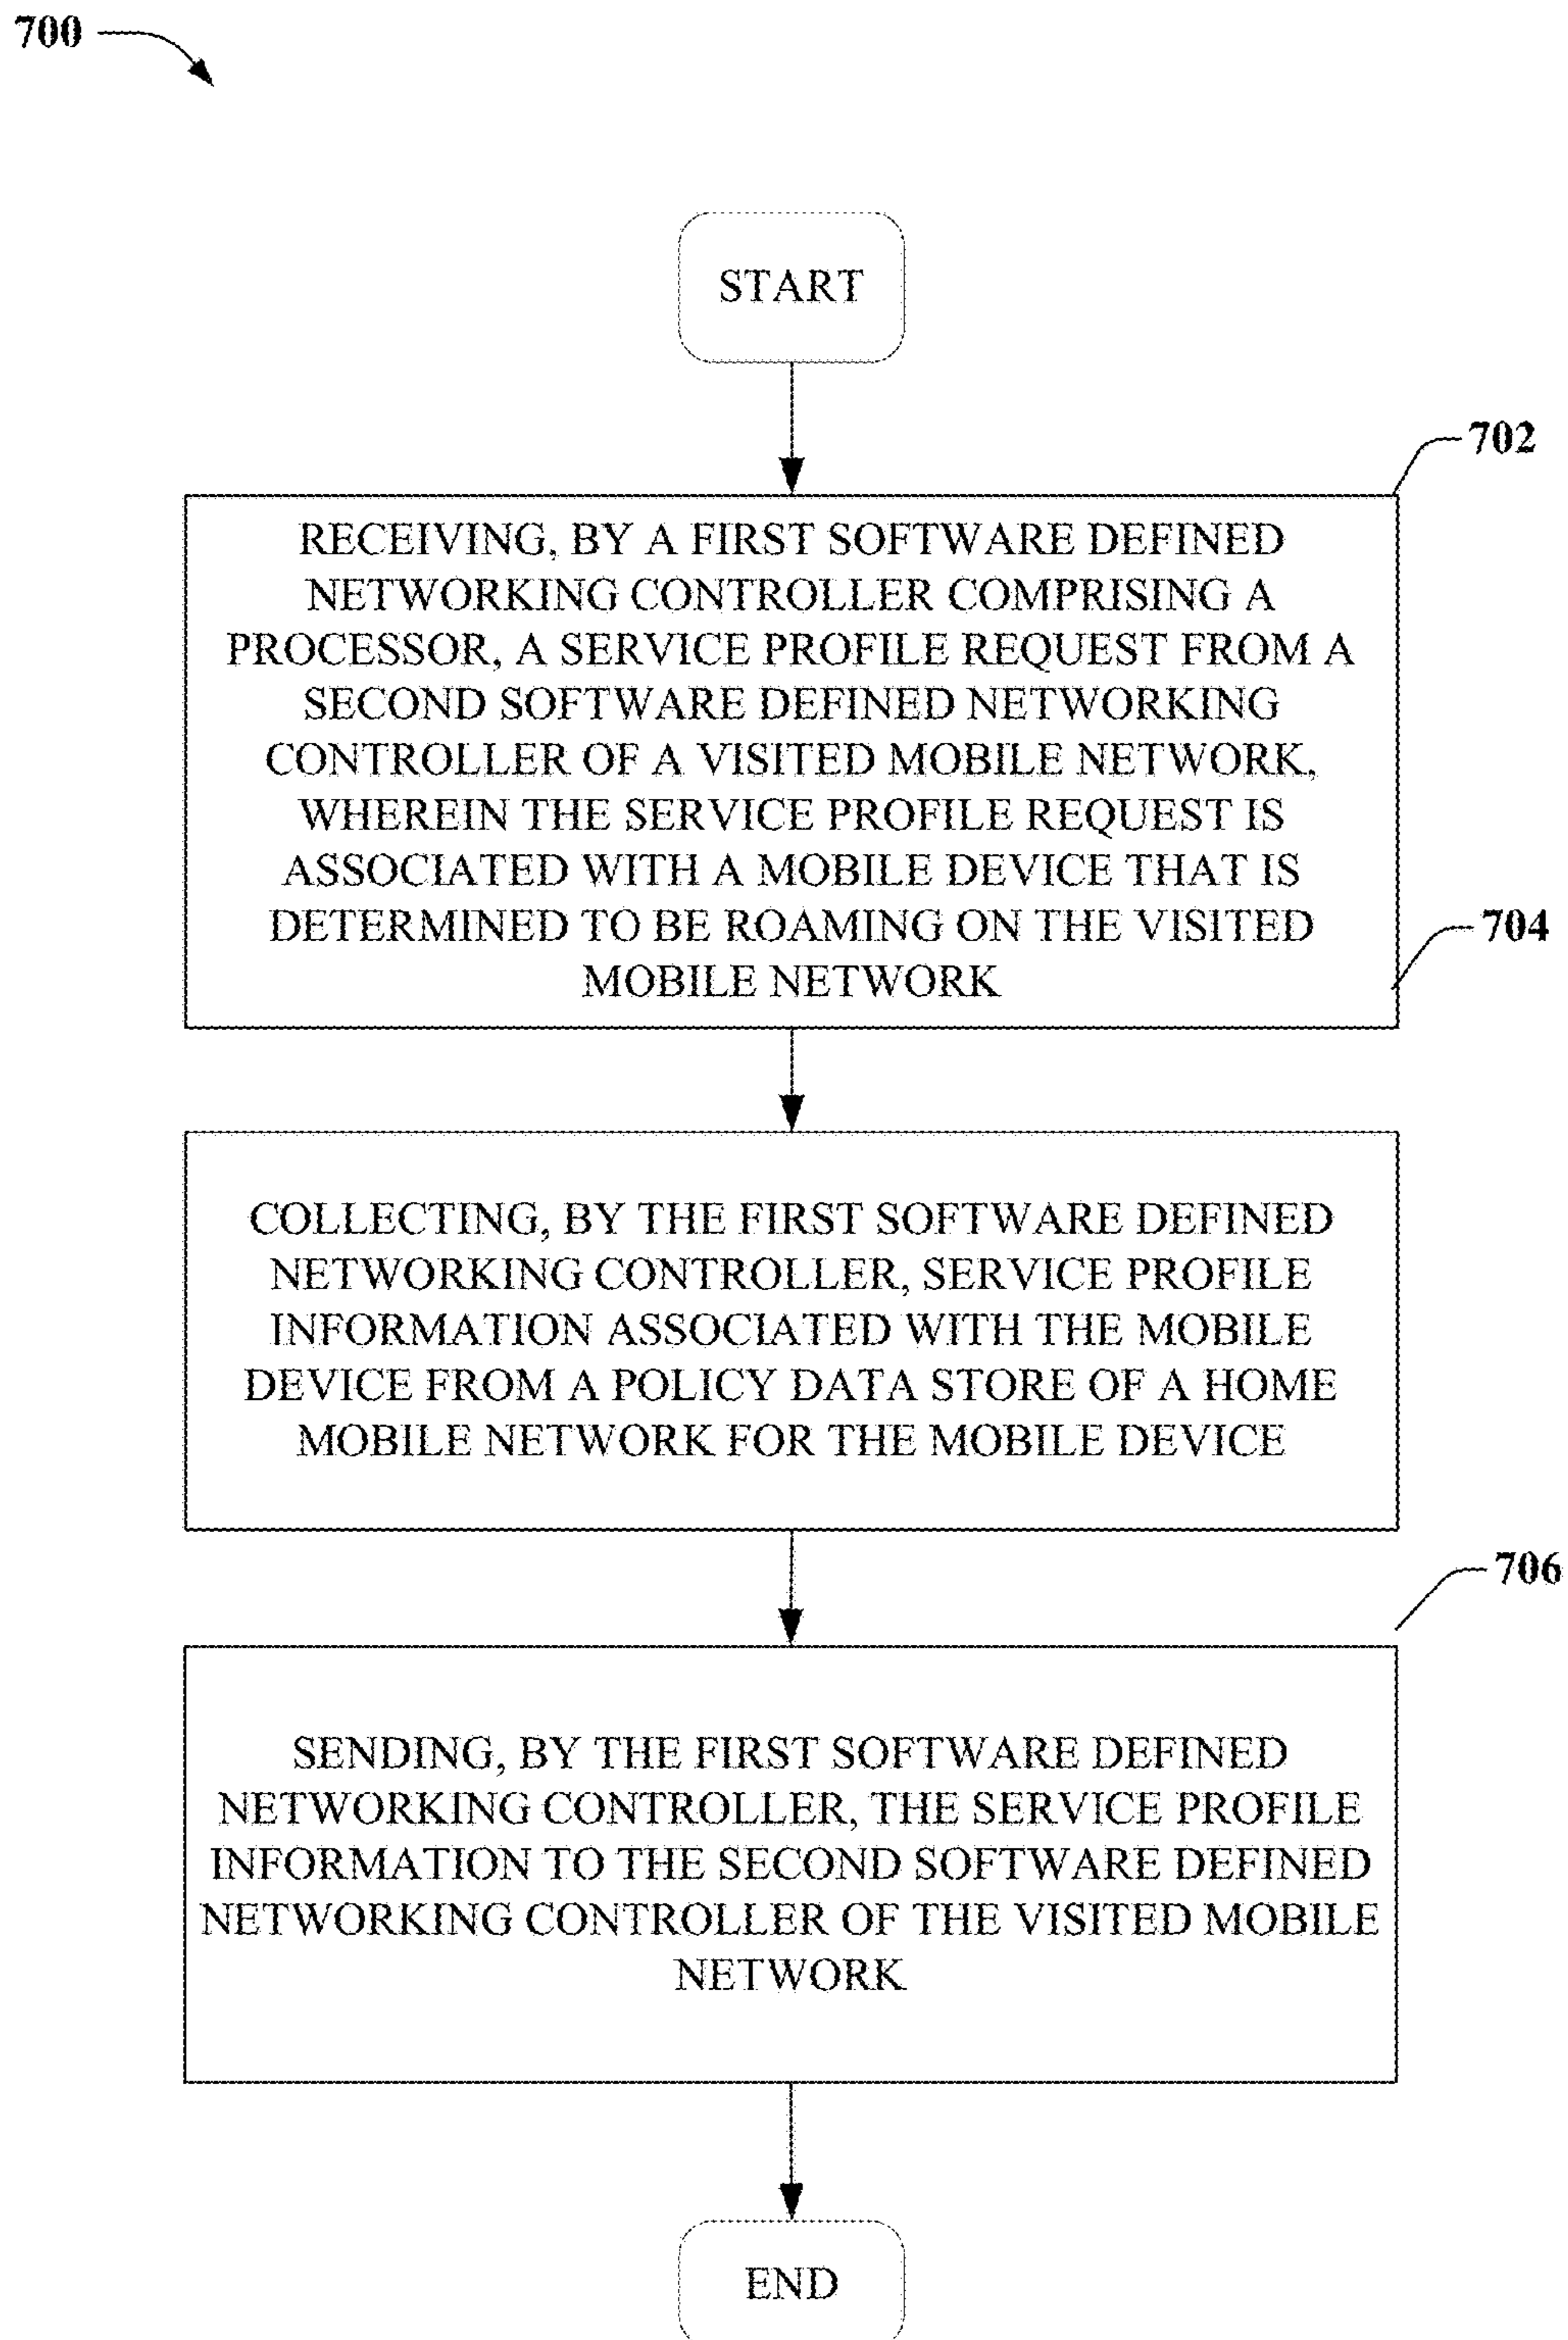 700
START
702
RECEIVING, BY A FIRST SOFTWARE DEFINED
NETWORKING CONTROLLER COMPRISING A
PROCESSOR, A SERVICE PROFILE REQUEST FROM A
SECOND SOFTWARE DEFINED NETWORKING
CONTROLLER OF A VISITED MOBILE NETWORK,
WHEREIN THE SERVICE PROFILE REQUEST IS
ASSOCIATED WITH A MOBILE DEVICE THAT IS
DETERMINED TO BE ROAMING ON THE VISITED
MOBILE NETWORK
704
COLLECTING, BY THE FIRST SOFTWARE DEFINED
NETWORKING CONTROLLER, SERVICE PROFILE
INFORMATION ASSOCIATED WITH THE MOBILE
DEVICE FROM A POLICY DATA STORE OF A HOME
MOBILE NETWORK FOR THE MOBILE DEVICE
706
SENDING, BY THE FIRST SOFTWARE DEFINED
NETWORKING CONTROLLER, THE SERVICE PROFILE
INFORMATION TO THE SECOND SOFTWARE DEFINED
NETWORKING CONTROLLER OF THE VISITED MOBILE
NETWORK
END